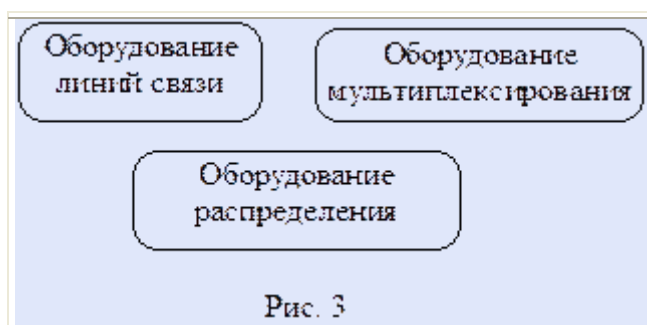 Оборудование
линий связи
Оборудование
мультиплексирования
Оборудование
распределения
Рис. 3